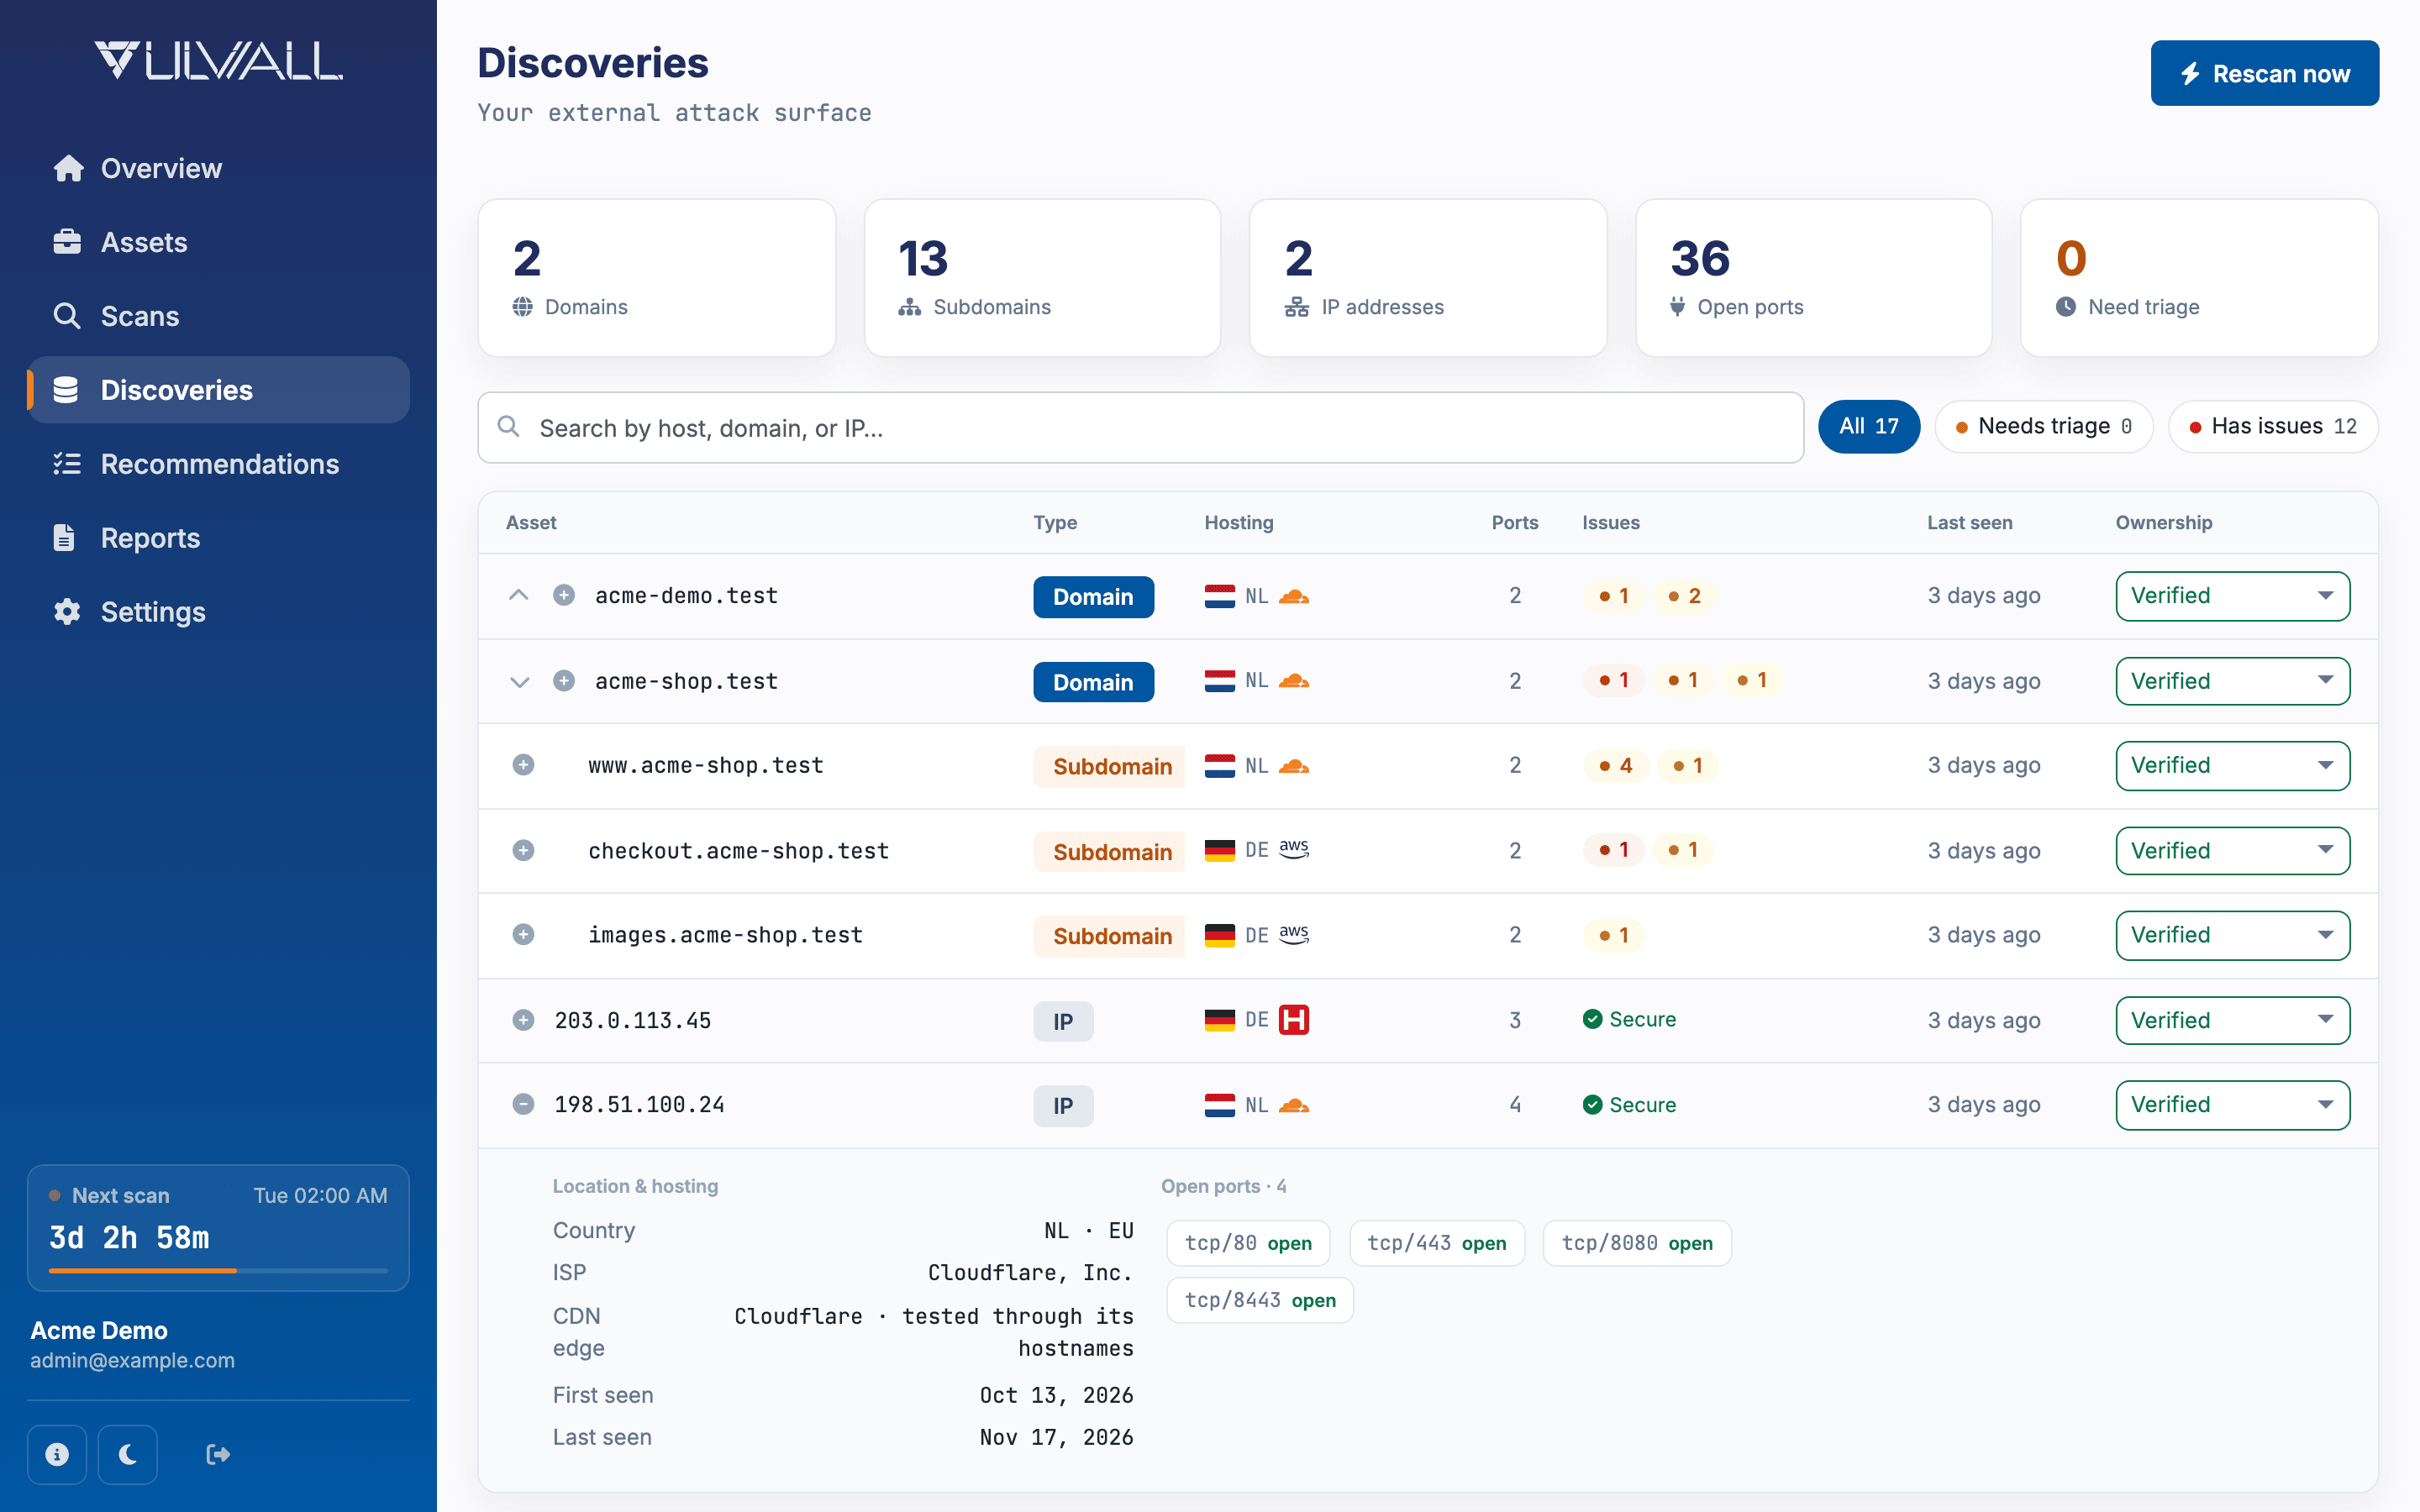 VULWALL
Overview
Assets
Scans
Discoveries
Recommendations
Reports
Settings
Next scan Tue 02:00 AM
3d 2h 58m
Acme Demo
admin@example.com
Discoveries
Your external attack surface
Rescan now
2
Domains
13
Subdomains
2
IP addresses
36
Open ports
0
Need triage
Search by host, domain, or IP...
All 17
Needs triage 0
Has issues 12
Asset Type Hosting Ports Issues Last seen Ownership
acme-demo.test Domain NL 2 1 2 3 days ago Verified
acme-shop.test Domain NL 2 1 1 1 3 days ago Verified
www.acme-shop.test Subdomain NL 2 4 1 3 days ago Verified
checkout.acme-shop.test Subdomain DE aws 2 1 1 3 days ago Verified
images.acme-shop.test Subdomain DE aws 2 1 3 days ago Verified
203.0.113.45 IP DE H 3 Secure 3 days ago Verified
198.51.100.24 IP NL 4 Secure 3 days ago Verified
Location & hosting
Country NL · EU
ISP Cloudflare, Inc.
CDN edge Cloudflare · tested through its
hostnames
First seen Oct 13, 2026
Last seen Nov 17, 2026
Open ports · 4
tcp/80 open tcp/443 open tcp/8080 open
tcp/8443 open